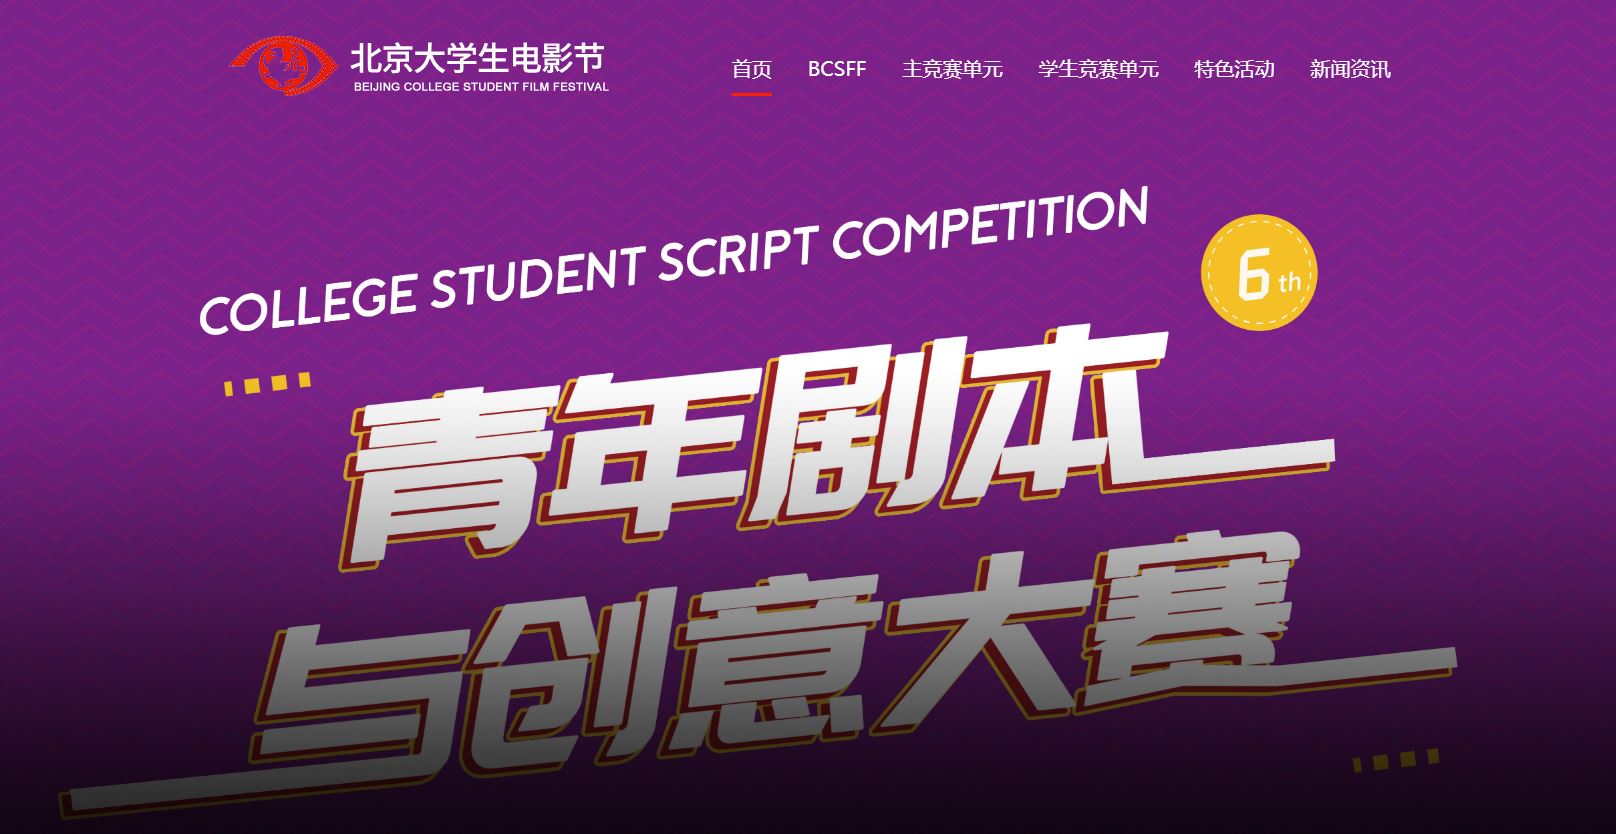 北京大学生电影节
BEIJING COLLEGE STUDENT FILM FESTIVAL
首页 BCSFF 主竞赛单元 学生竞赛单元 特色活动 新闻资讯
COLLEGE STUDENT SCRIPT COMPETITION
6th
青年剧本
与创意大赛